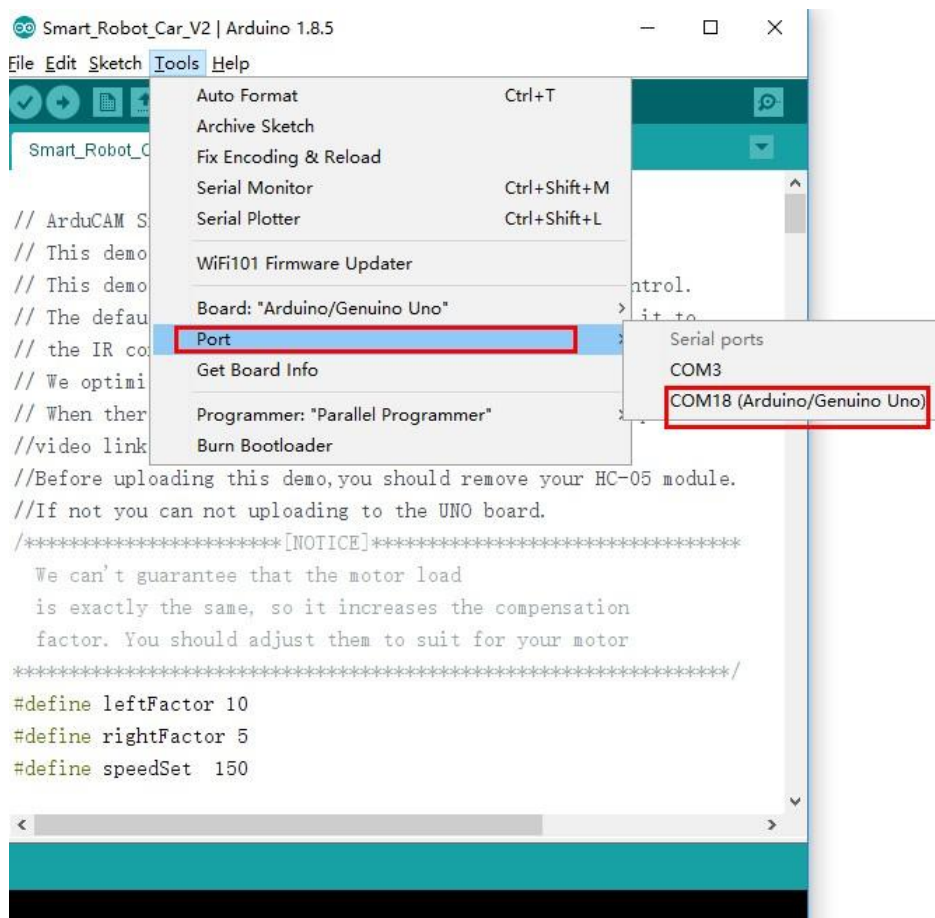 Smart_Robot_Car_V2 | Arduino 1.8.5
File Edit Sketch Tools Help
Smart_Robot_C
Auto Format Ctrl+T
Archive Sketch
Fix Encoding & Reload
Serial Monitor Ctrl+Shift+M
Serial Plotter Ctrl+Shift+L
WiFi101 Firmware Updater
Board: "Arduino/Genuino Uno"
Port
Get Board Info
Programmer: "Parallel Programmer"
Burn Bootloader
Serial ports
COM3
COM18 (Arduino/Genuino Uno)
// ArduCAM S
// This demo
// This demo ntrol.
// The defau it to
// the IR co
// We optimi
// When ther
//video link
//Before uploading this demo,you should remove your HC-05 module.
//If not you can not uploading to the UNO board.
/***********************[NOTICE]*********************************
We can't guarantee that the motor load
is exactly the same, so it increases the compensation
factor. You should adjust them to suit for your motor
****************************************************************/
#define leftFactor 10
#define rightFactor 5
#define speedSet 150